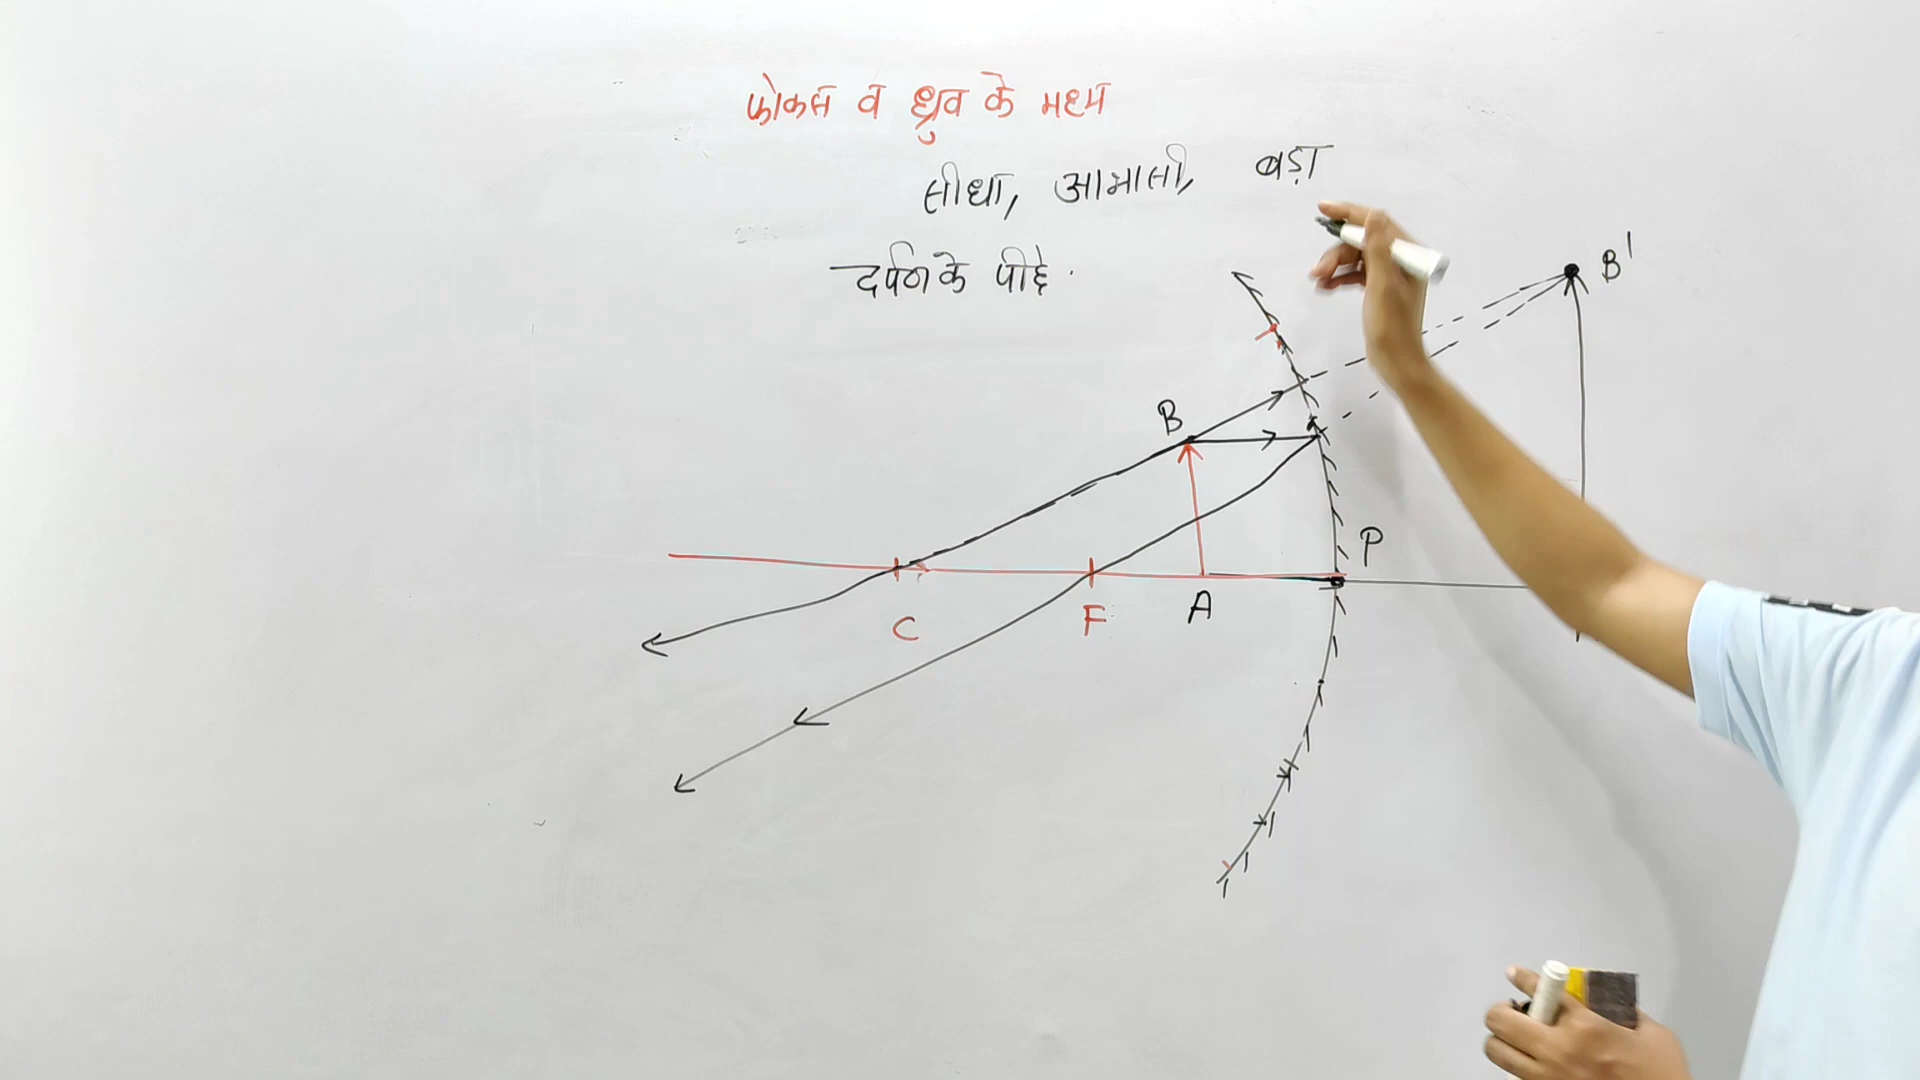 फोकस व ध्रुव के मध्य
सीधा, आभासी, बड़ा
दर्पण के पीछे.
B'
B
P
C F A